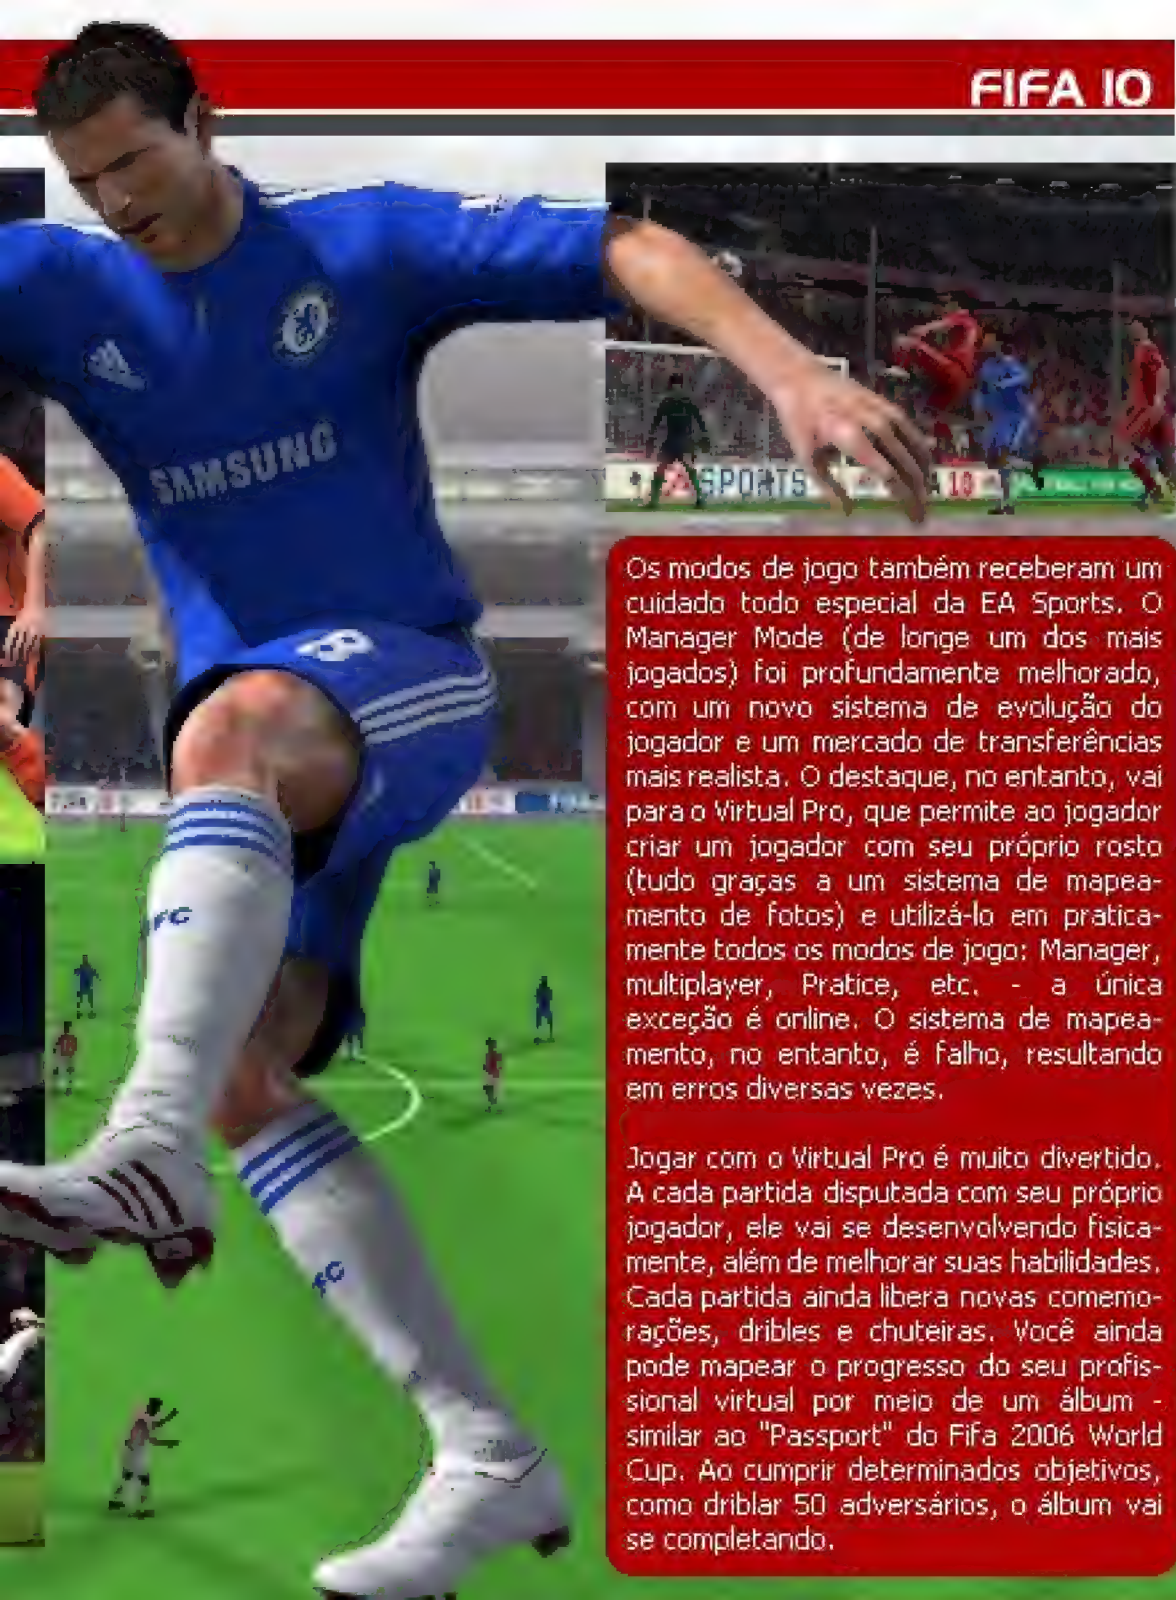 FIFA 10
SAMSUNG
8
FC
FC
SPORTS
10
Os modos de jogo também receberam um
cuidado todo especial da EA Sports. O
Manager Mode (de longe um dos mais
jogados) foi profundamente melhorado,
com um novo sistema de evolução do
jogador e um mercado de transferências
mais realista. O destaque, no entanto, vai
para o Virtual Pro, que permite ao jogador
criar um jogador com seu próprio rosto
(tudo graças a um sistema de mapea-
mento de fotos) e utilizá-lo em pratica-
mente todos os modos de jogo: Manager,
multiplayer, Pratice, etc. - a única
exceção é online. O sistema de mapea-
mento, no entanto, é falho, resultando
em erros diversas vezes.
Jogar com o Virtual Pro é muito divertido.
A cada partida disputada com seu próprio
jogador, ele vai se desenvolvendo fisica-
mente, além de melhorar suas habilidades.
Cada partida ainda libera novas comemo-
rações, dribles e chuteiras. Você ainda
pode mapear o progresso do seu profis-
sional virtual por meio de um álbum -
similar ao "Passport" do Fifa 2006 World
Cup. Ao cumprir determinados objetivos,
como driblar 50 adversários, o álbum vai
se completando.